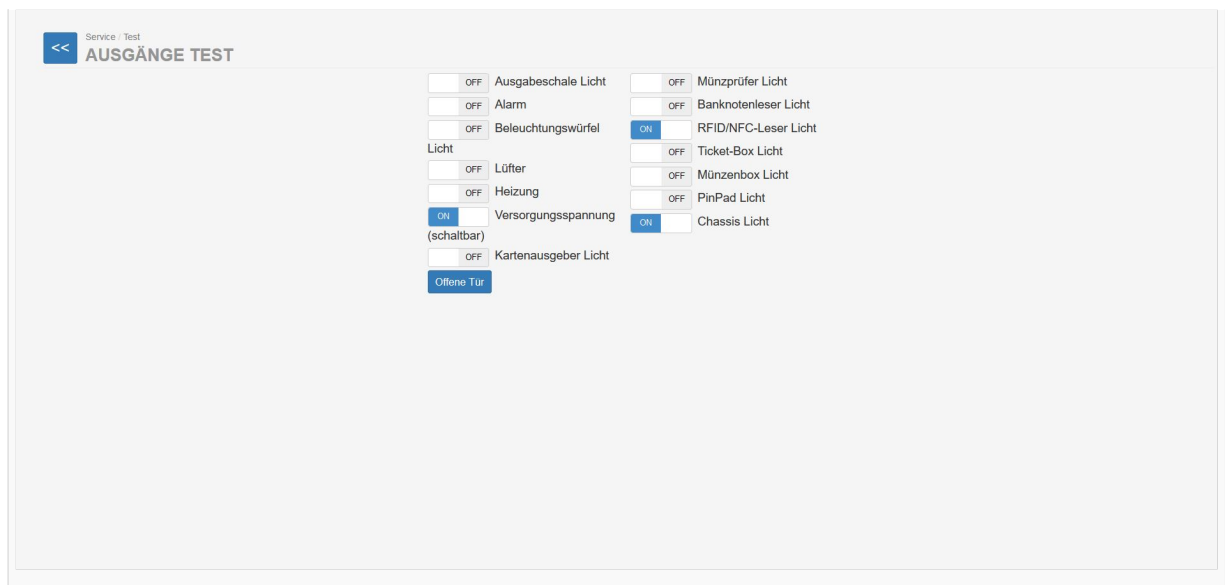 <<
Service / Test
AUSGÄNGE TEST
OFF Ausgabeschale Licht
OFF Alarm
OFF Beleuchtungswürfel
Licht
OFF Lüfter
OFF Heizung
ON Versorgungsspannung
(schaltbar)
OFF Kartenausgeber Licht
Offene Tür
OFF Münzprüfer Licht
OFF Banknotenleser Licht
ON RFID/NFC-Leser Licht
OFF Ticket-Box Licht
OFF Münzenbox Licht
OFF PinPad Licht
ON Chassis Licht